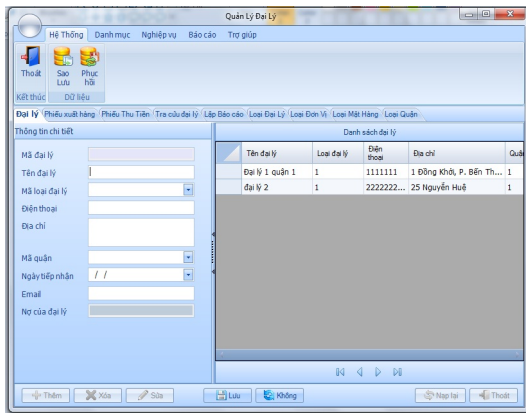 Quản Lý Đại Lý
Hệ Thống Danh mục Nghiệp vụ Báo cáo Trợ giúp
Thoát Sao Lưu Phục hồi
Kết thúc Dữ liệu
Đại lý Phiếu xuất hàng Phiếu Thu Tiền Tra cứu đại lý Lập Báo cáo Loại Đại Lý Loại Đơn Vị Loại Mặt Hàng Loại Quận
Thông tin chi tiết
Mã đại lý
Tên đại lý
Mã loại đại lý
Điện thoại
Địa chỉ
Mã quận
Ngày tiếp nhận / /
Email
Nợ của đại lý
Danh sách đại lý
Tên đại lý Loại đại lý Điện thoại Địa chỉ Quận
Đại lý 1 quận 1 1 1111111 1 Đồng Khởi, P. Bến Th... 1
đại lý 2 1 2222222... 25 Nguyễn Huệ 1
Thêm Xóa Sửa Lưu Không Nạp lại Thoát